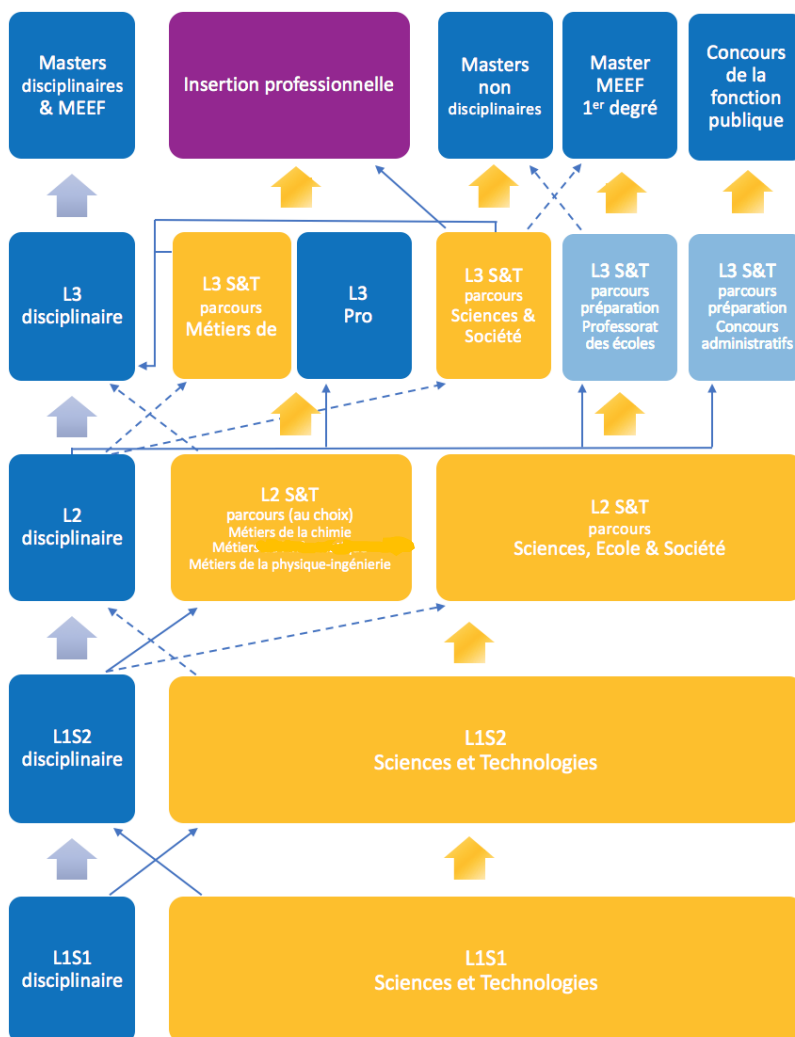 Masters
disciplinaires
& MEEF
Insertion professionnelle
Masters
non
disciplinaires
Master
MEEF
1er degré
Concours
de la
fonction
publique
L3
disciplinaire
L3 S&T
parcours
Métiers de
L3
Pro
L3 S&T
parcours
Sciences &
Société
L3 S&T
parcours
préparation
Professorat
des écoles
L3 S&T
parcours
préparation
Concours
administratifs
L2
disciplinaire
L2 S&T
parcours (au choix)
Métiers de la chimie
Métiers
Métiers de la physique-ingénierie
L2 S&T
parcours
Sciences, Ecole & Société
L1S2
disciplinaire
L1S2
Sciences et Technologies
L1S1
disciplinaire
L1S1
Sciences et Technologies